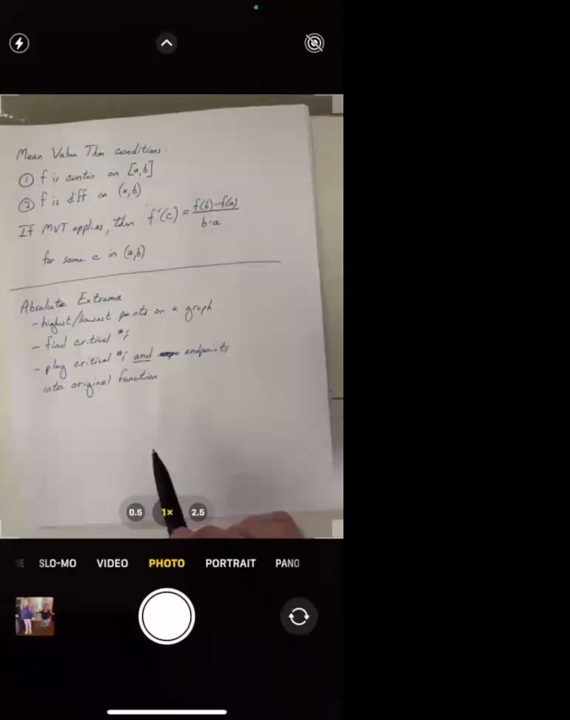 Mean Value Thm conditions:
① f is contin. on [a,b]
② f is diff on (a,b)
If MVT applies, then f'(c) = f(b)-f(a) / b-a
for some c in (a,b)
Absolute Extrema
- highest/lowest points on a graph
- find critical #s
- plug critical #s and endpoints
into original function
0.5 1× 2.5
SLO-MO VIDEO PHOTO PORTRAIT PANO